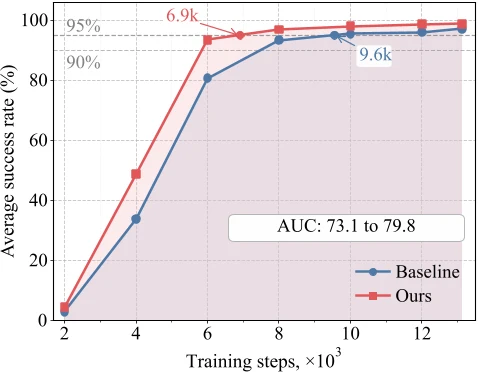 6.9k
100
95%
9.6k
90%
80
60
40
20
0
Average success rate (%)
AUC: 73.1 to 79.8
Baseline
Ours
2 4 6 8 10 12
Training steps, ×10³